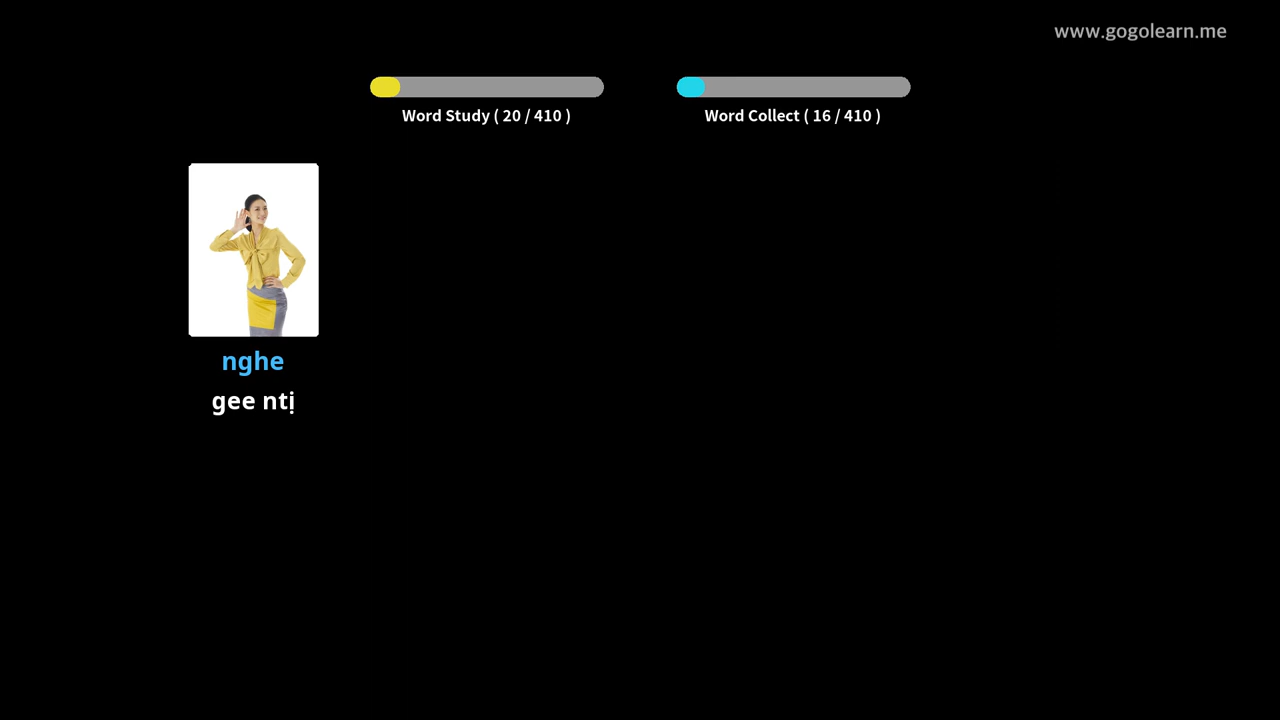 www.gogolearn.me
Word Study ( 20 / 410 )
Word Collect ( 16 / 410 )
nghe
gee ntị